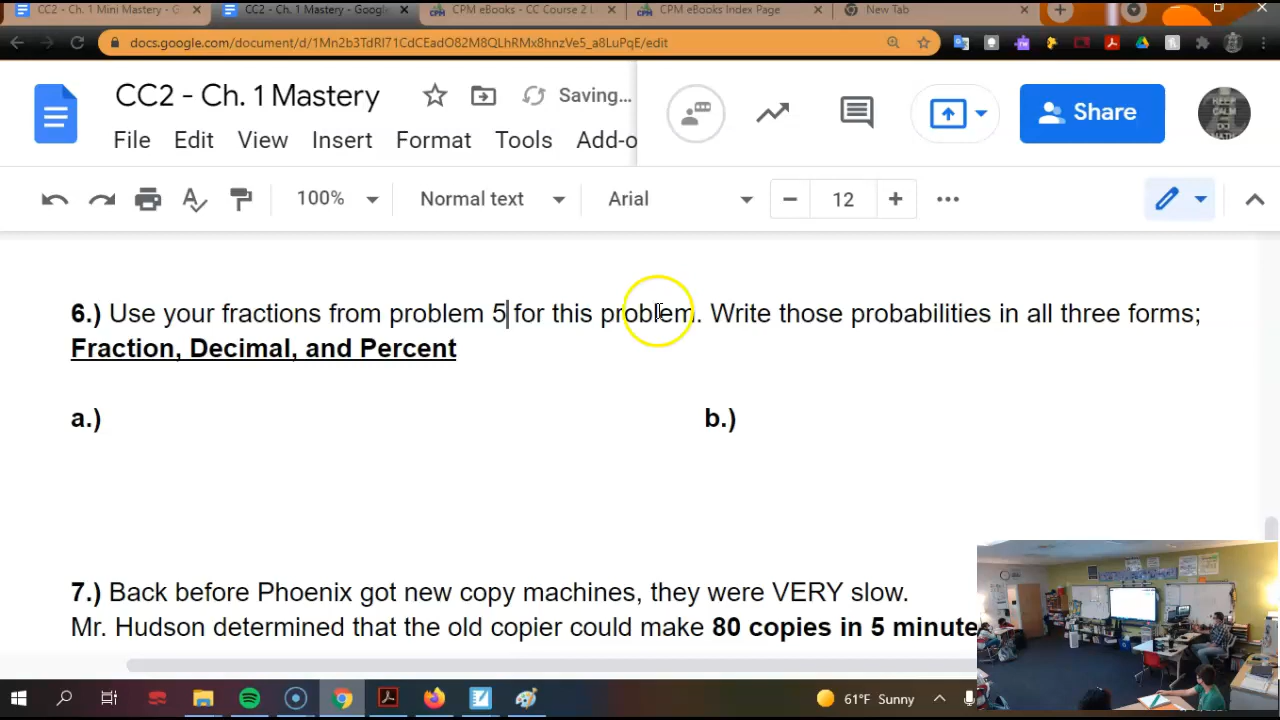 CC2 - Ch. 1 Mini Mastery - G
CC2 - Ch. 1 Mastery - Google
CPM eBooks - CC Course 2 L
CPM eBooks Index Page
New Tab
docs.google.com/document/d/1Mn2b3TdRl71CdCEadO82M8QLhRMx8hnzVe5_a8LuPqE/edit
CC2 - Ch. 1 Mastery
Saving...
Share
KEEP CALM
File Edit View Insert Format Tools Add-o
100% Normal text Arial 12
6.) Use your fractions from problem 5 for this problem. Write those probabilities in all three forms;
Fraction, Decimal, and Percent
a.) b.)
7.) Back before Phoenix got new copy machines, they were VERY slow.
Mr. Hudson determined that the old copier could make 80 copies in 5 minute
61°F Sunny